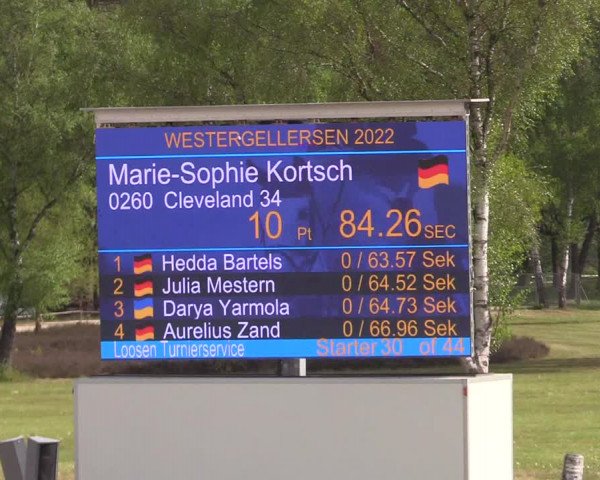 WESTERGELLERSEN 2022
Marie-Sophie Kortsch
0260 Cleveland 34
10 Pt 84.26 SEC
1 Hedda Bartels 0 / 63.57 Sek
2 Julia Mestern 0 / 64.52 Sek
3 Darya Yarmola 0 / 64.73 Sek
4 Aurelius Zand 0 / 66.96 Sek
Loosen Turnierservice Starter 30 of 44